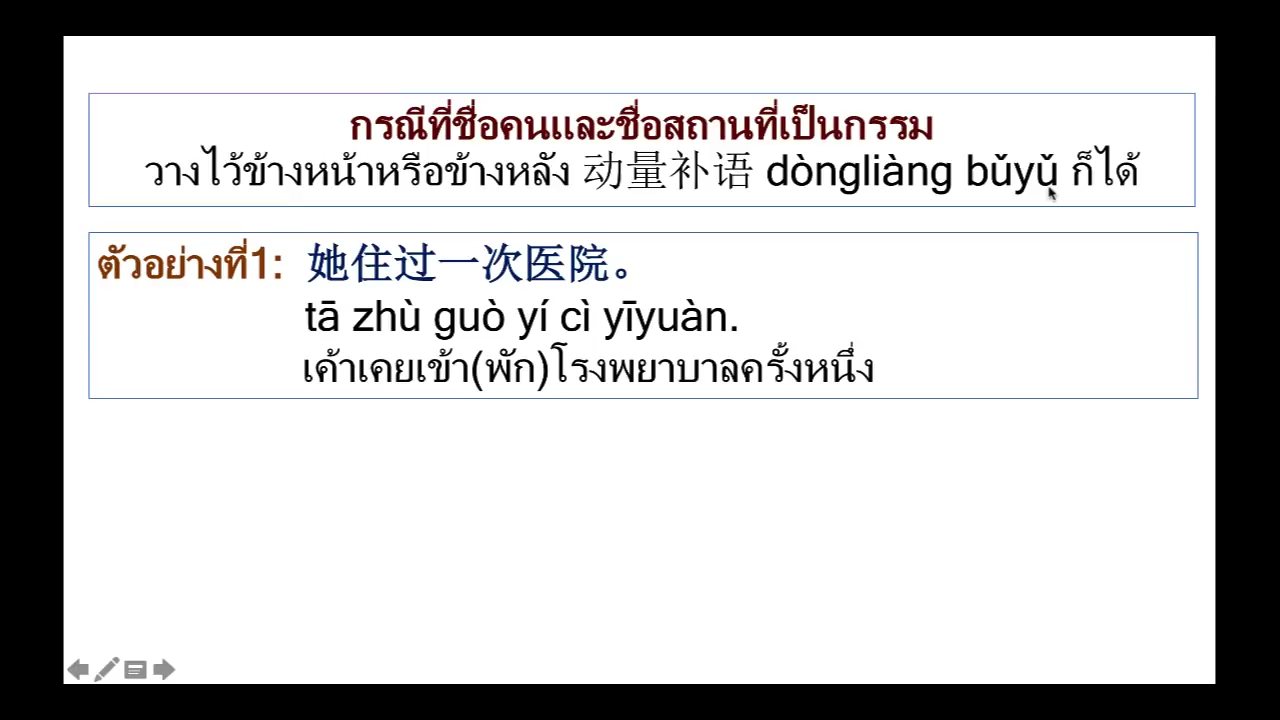 กรณีที่ชื่อคนและชื่อสถานที่เป็นกรรม
วางไว้ข้างหน้าหรือข้างหลัง 动量补语 dòngliàng bǔyǔ ก็ได้
ตัวอย่างที่1: 她住过一次医院。
tā zhù guò yí cì yīyuàn.
เค้าเคยเข้า(พัก)โรงพยาบาลครั้งหนึ่ง